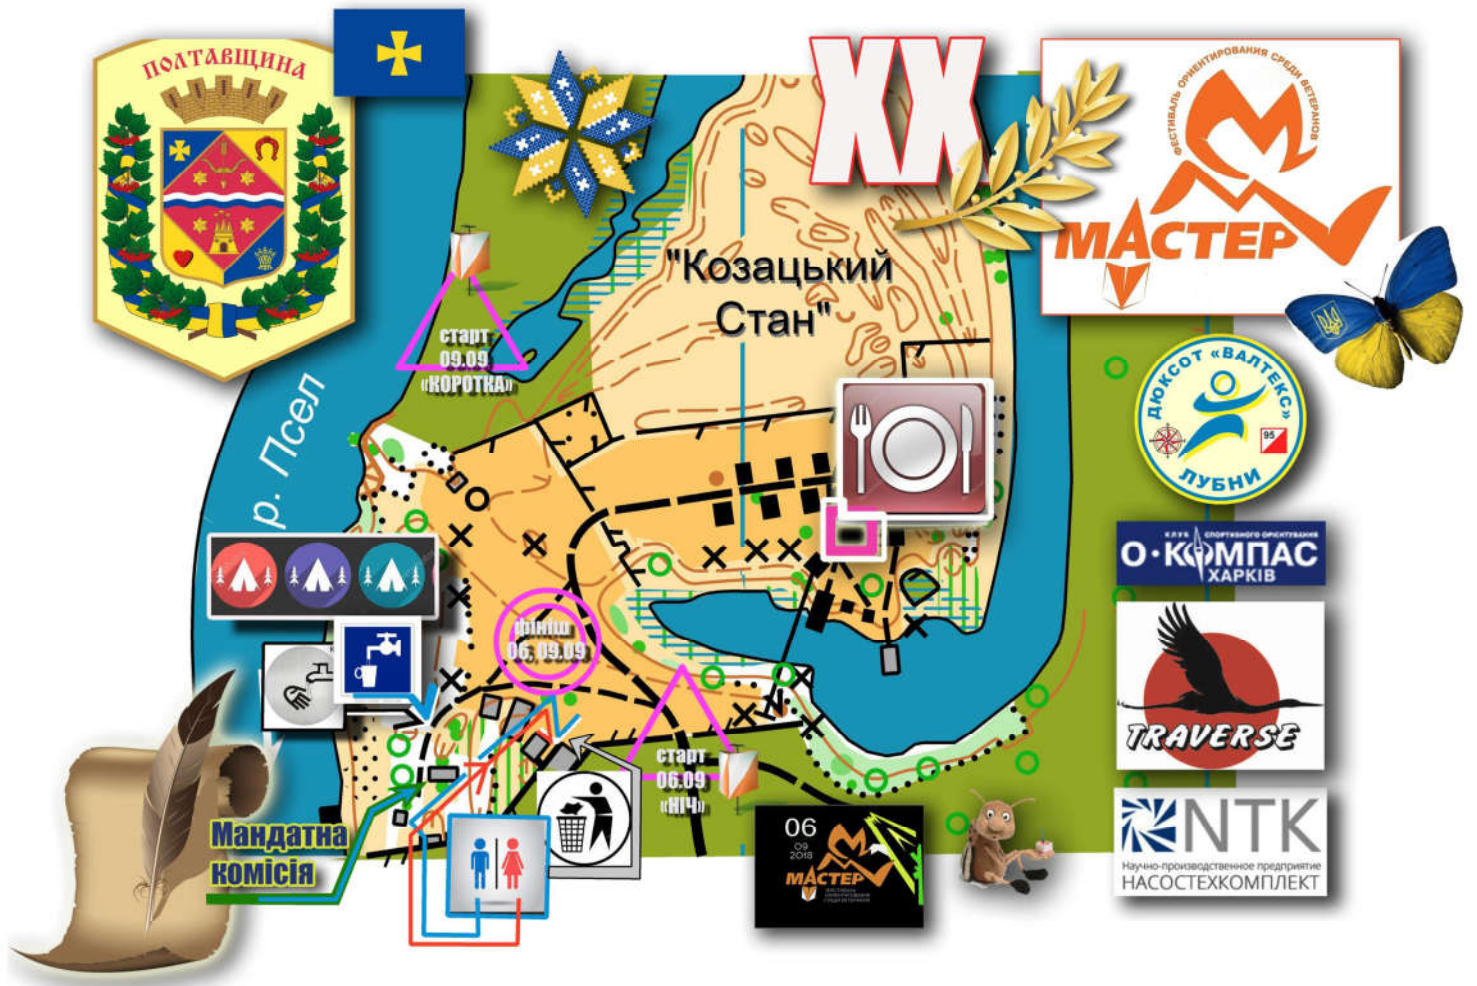 ПОЛТАВЩИНА
XX
ФЕСТИВАЛЬ ОРИЕНТИРОВАНИЯ СРЕДИ ВЕТЕРАНОВ
МАСТЕР
"Козацький
Стан"
старт
09.09
«КОРОТКА»
р. Псел
ДЮКСОТ «ВАЛТЕКС»
95
ЛУБНИ
КЛУБ СПОРТИВНОГО ОРІЄНТУВАННЯ
О·КОМПАС
ХАРКІВ
фініш
06, 09.09
TRAVERSE
старт
06.09
«НІЧ»
Мандатна
комісія
06
09
2018
МАСТЕР
NTK
Научно-производственное предприятие
НАСОСТЕХКОМПЛЕКТ